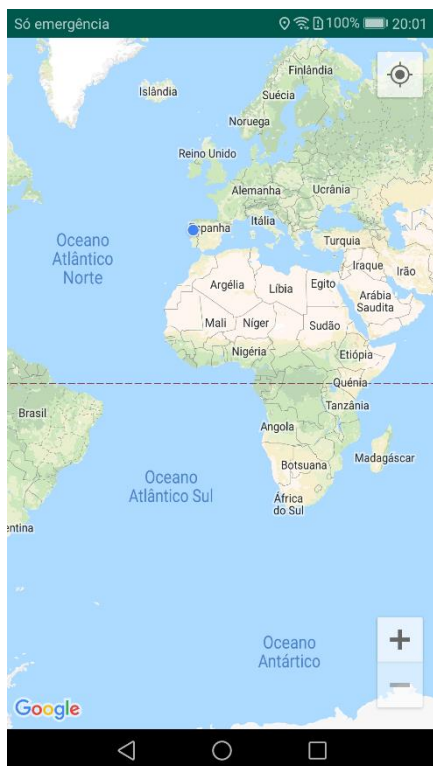 Só emergência
100% 20:01
Finlândia
Islândia
Suécia
Noruega
Reino Unido
Alemanha
Ucrânia
Itália
Espanha
Turquia
Oceano
Atlântico
Norte
Iraque
Irão
Argélia
Líbia
Egito
Arábia
Saudita
Mali
Níger
Sudão
Nigéria
Etiópia
Quénia
Tanzânia
Brasil
Angola
Madagáscar
Botsuana
Oceano
Atlântico Sul
África
do Sul
entina
Oceano
Antártico
Google